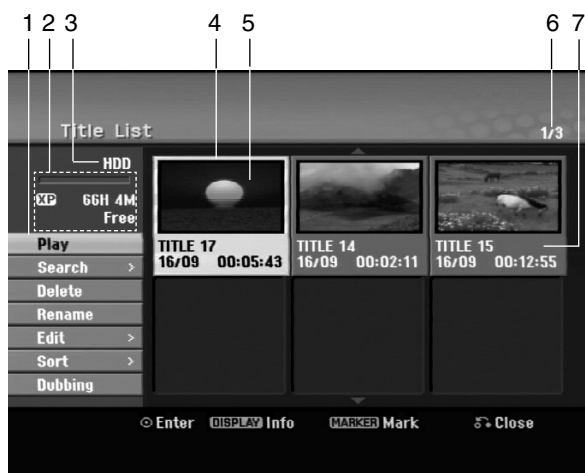 1 2 3 4 5 6 7
Title List
1/3
HDD
XP 66H 4M
Free
Play
Search >
Delete
Rename
Edit >
Sort >
Dubbing
TITLE 17
16/09 00:05:43
TITLE 14
16/09 00:02:11
TITLE 15
16/09 00:12:55
Enter DISPLAY Info MARKER Mark Close